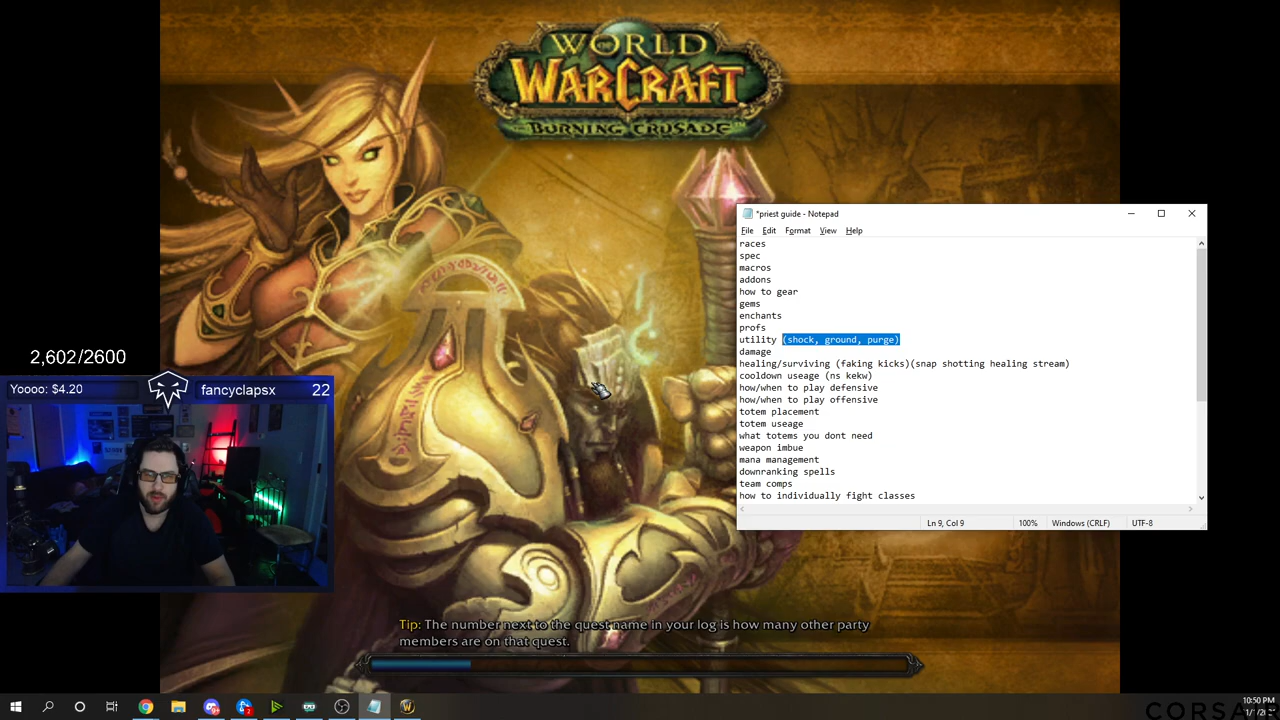 WORLD
OF
WARCRAFT
BURNING CRUSADE
*priest guide - Notepad
File Edit Format View Help
races
spec
macros
addons
how to gear
gems
enchants
profs
utility (shock, ground, purge)
damage
healing/surviving (faking kicks)(snap shotting healing stream)
cooldown useage (ns kekw)
how/when to play defensive
how/when to play offensive
totem placement
totem useage
what totems you dont need
weapon imbue
mana management
downranking spells
team comps
how to individually fight classes
Ln 9, Col 9 100% Windows (CRLF) UTF-8
2,602/2600
Yoooo: $4.20 fancyclapsx 22
Tip: The number next to the quest name in your log is how many other party
members are on that quest.
10:50 PM
CORSAIR